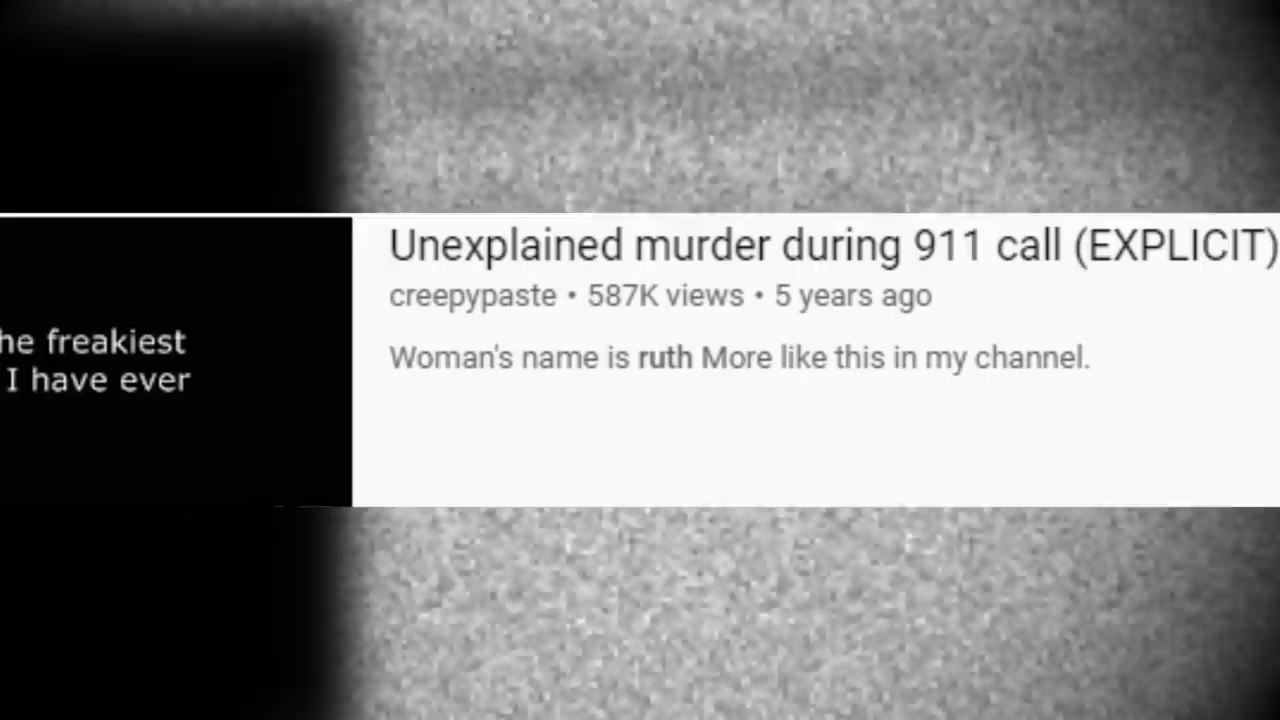 he freakiest
I have ever
Unexplained murder during 911 call (EXPLICIT)
creepypaste • 587K views • 5 years ago
Woman's name is ruth More like this in my channel.